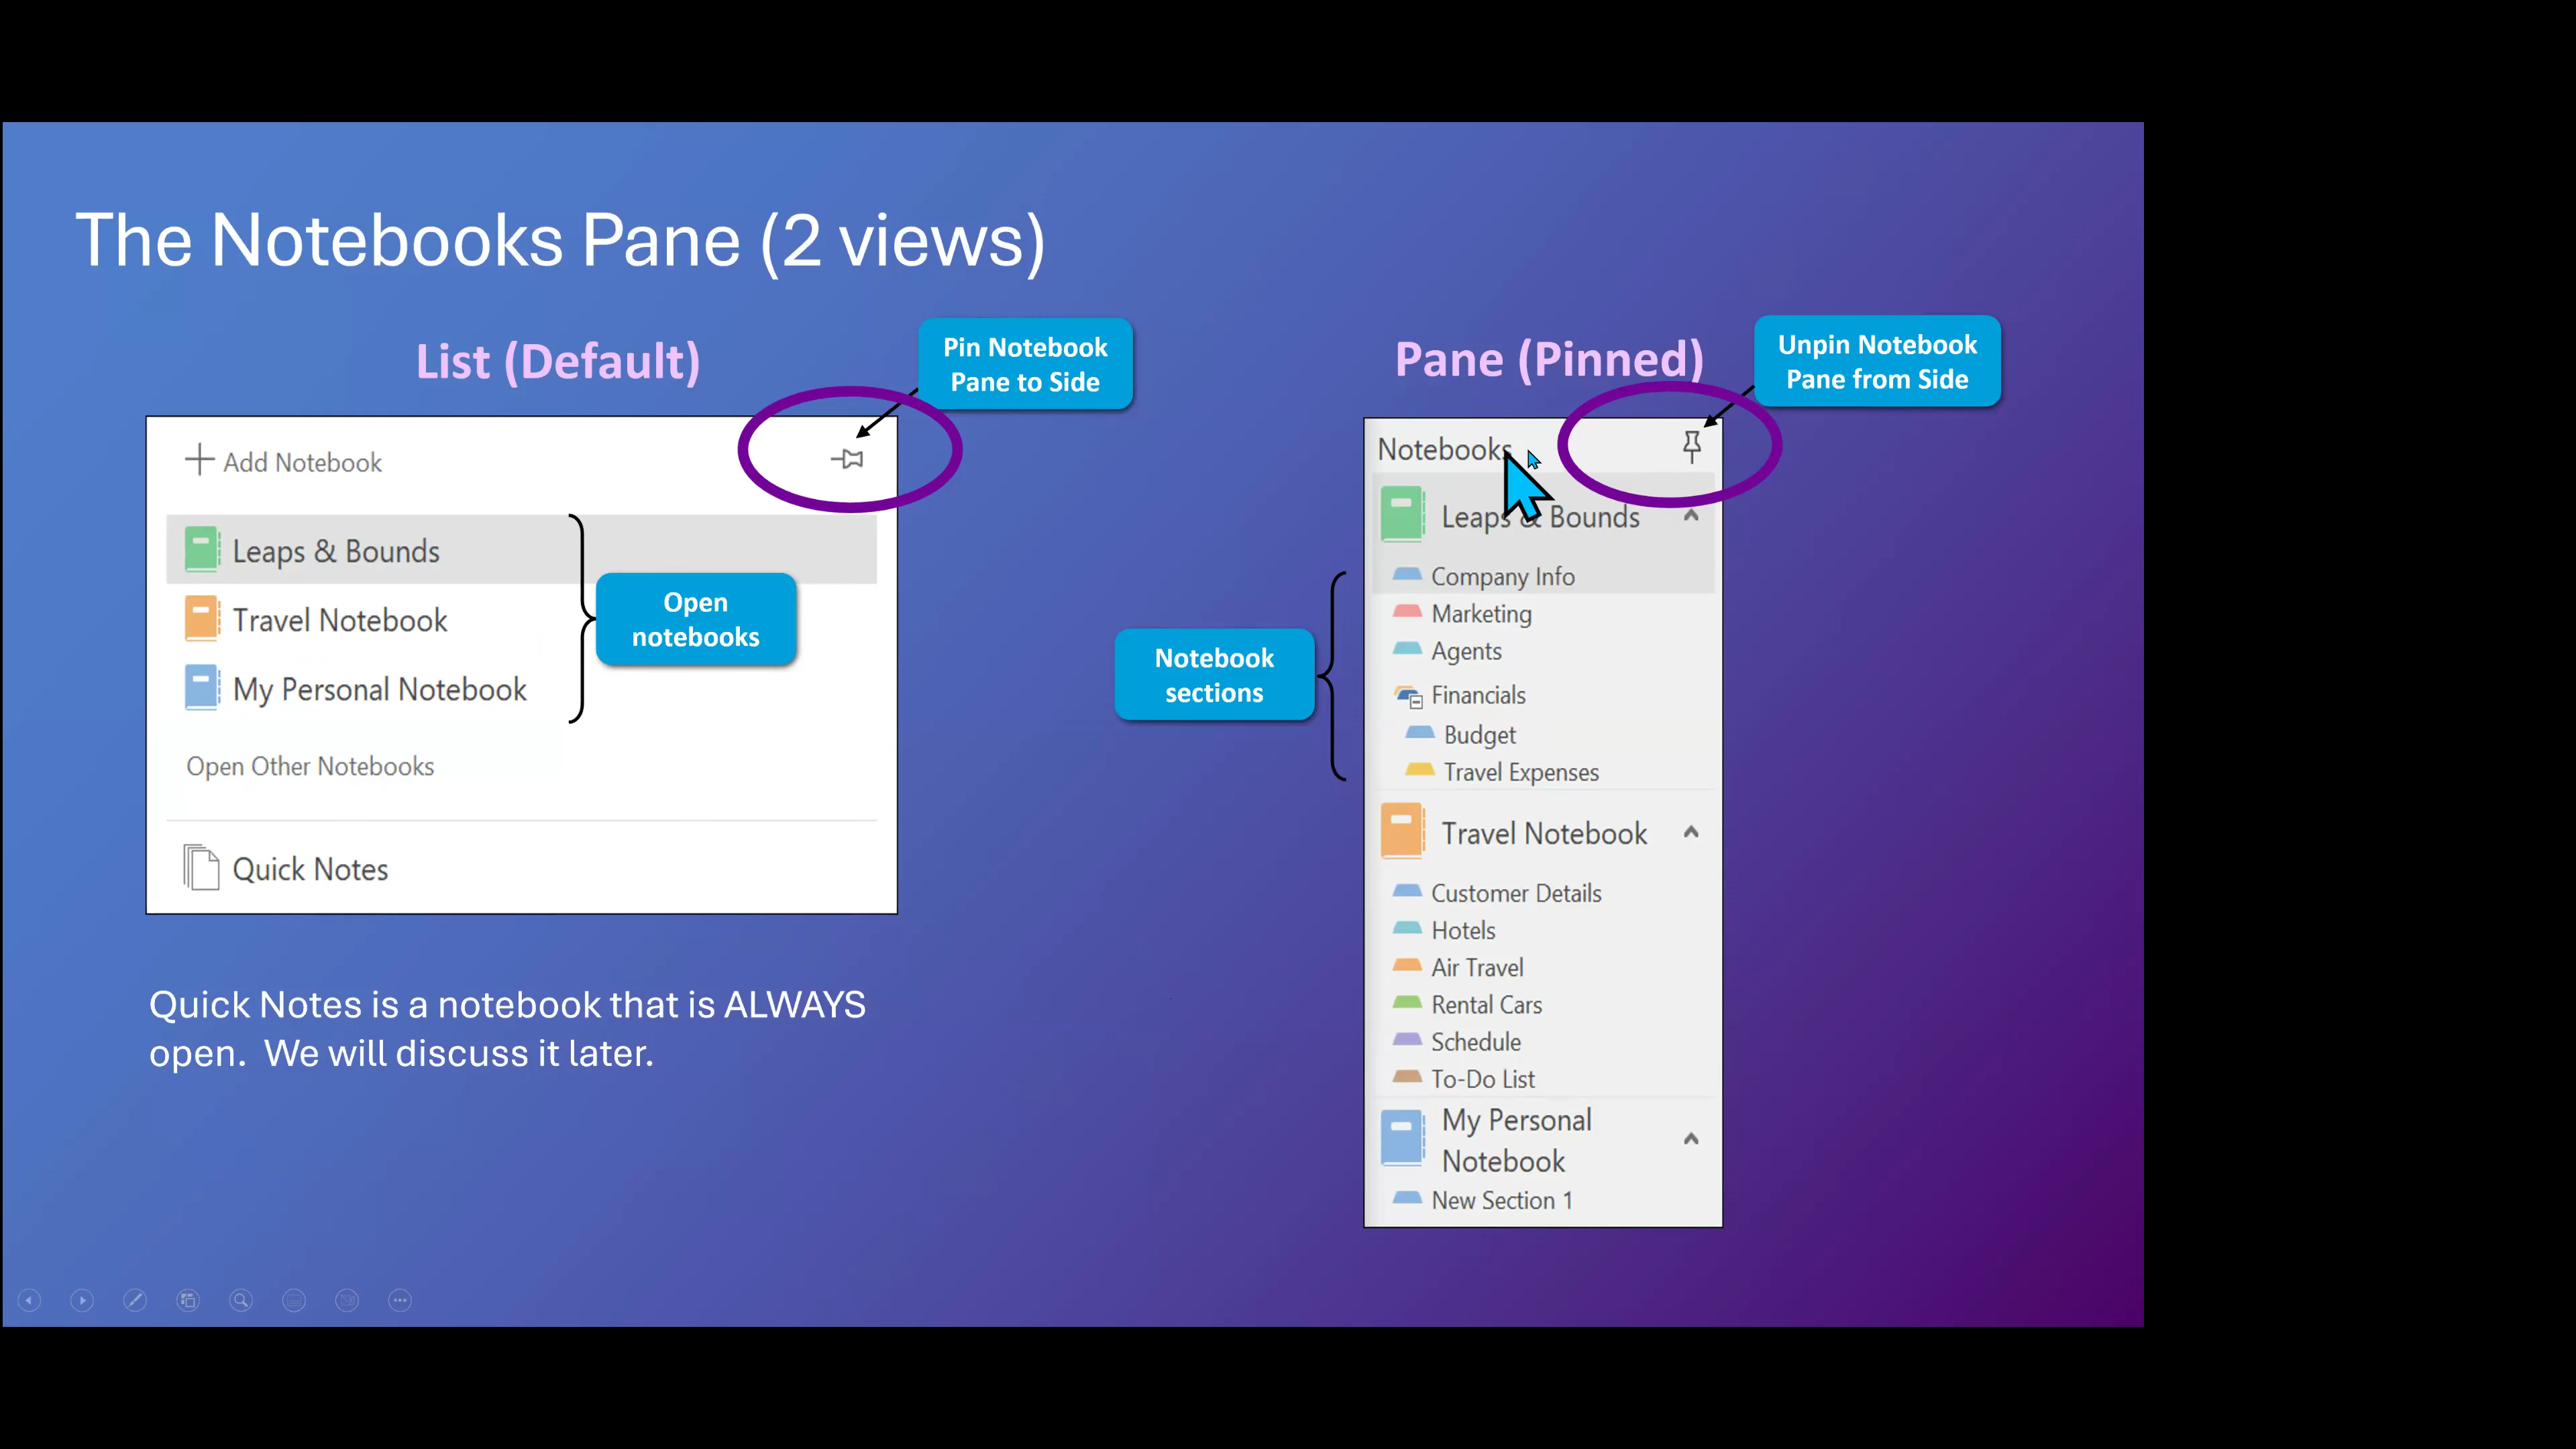 The Notebooks Pane (2 views)
List (Default)
Pin Notebook
Pane to Side
Add Notebook
Leaps & Bounds
Travel Notebook
My Personal Notebook
Open
notebooks
Open Other Notebooks
Quick Notes
Quick Notes is a notebook that is ALWAYS
open.  We will discuss it later.
Pane (Pinned)
Unpin Notebook
Pane from Side
Notebooks
Leaps & Bounds
Company Info
Marketing
Agents
Financials
Budget
Travel Expenses
Notebook
sections
Travel Notebook
Customer Details
Hotels
Air Travel
Rental Cars
Schedule
To-Do List
My Personal
Notebook
New Section 1